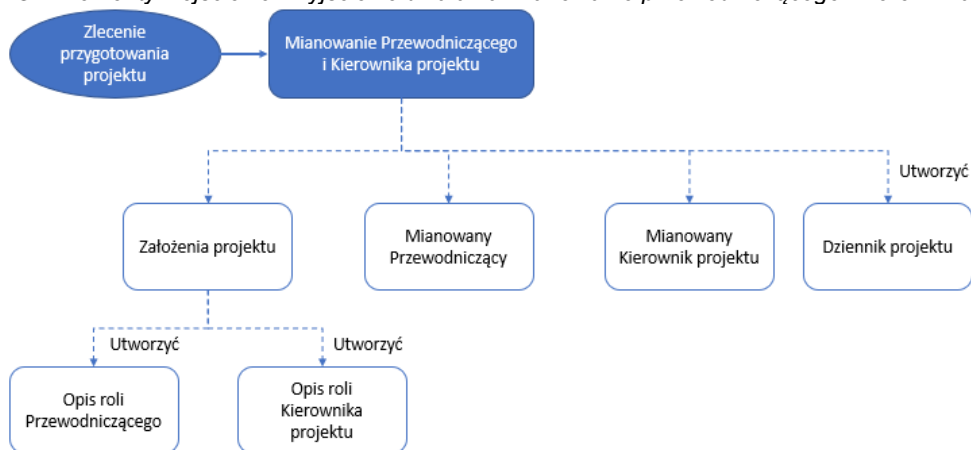 Zlecenie
przygotowania
projektu
Mianowanie Przewodniczącego
i Kierownika projektu
Utworzyć
Założenia projektu
Mianowany
Przewodniczący
Mianowany
Kierownik projektu
Dziennik projektu
Utworzyć
Utworzyć
Opis roli
Przewodniczącego
Opis roli
Kierownika
projektu